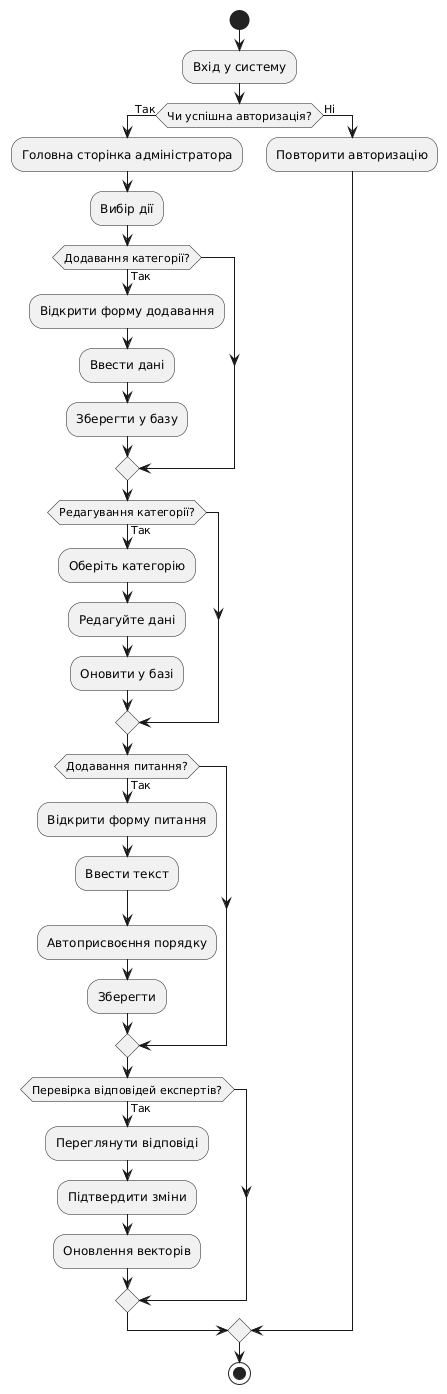 Вхід у систему
Чи успішна авторизація?
Так
Ні
Головна сторінка адміністратора
Повторити авторизацію
Вибір дії
Додавання категорії?
Так
Відкрити форму додавання
Ввести дані
Зберегти у базу
Редагування категорії?
Так
Оберіть категорію
Редагуйте дані
Оновити у базі
Додавання питання?
Так
Відкрити форму питання
Ввести текст
Автоприсвоєння порядку
Зберегти
Перевірка відповідей експертів?
Так
Переглянути відповіді
Підтвердити зміни
Оновлення векторів